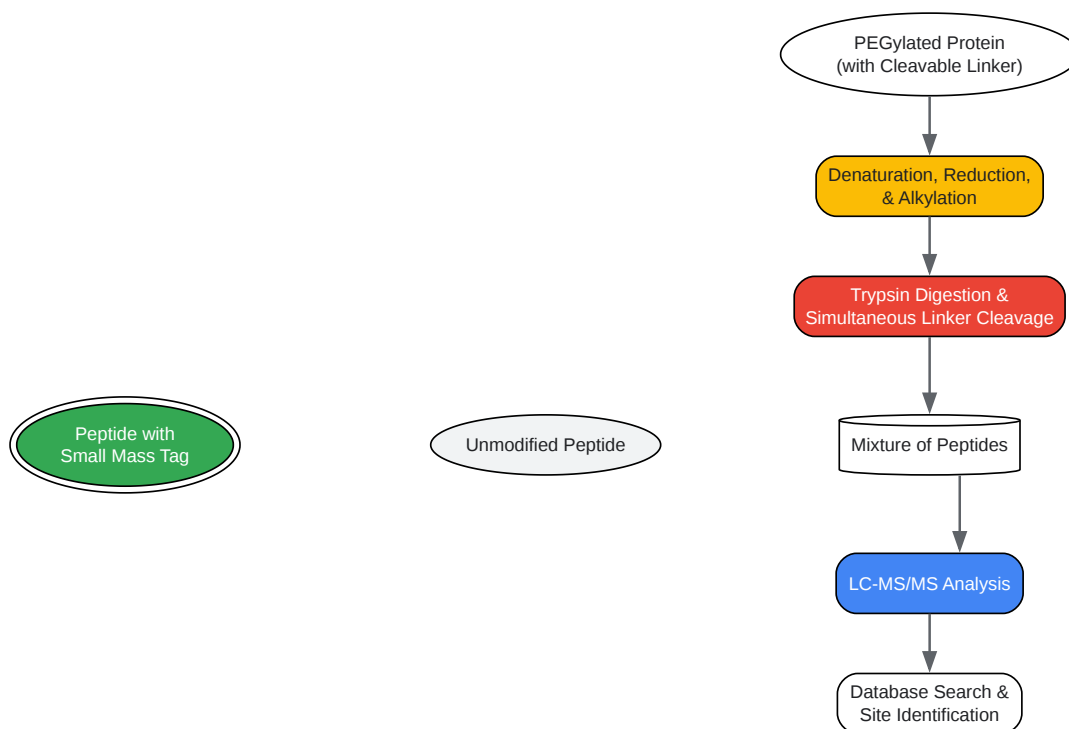 PEGylated Protein
(with Cleavable Linker)
Denaturation, Reduction,
& Alkylation
Trypsin Digestion &
Simultaneous Linker Cleavage
Peptide with
Small Mass Tag
Unmodified Peptide
Mixture of Peptides
LC-MS/MS Analysis
Database Search &
Site Identification